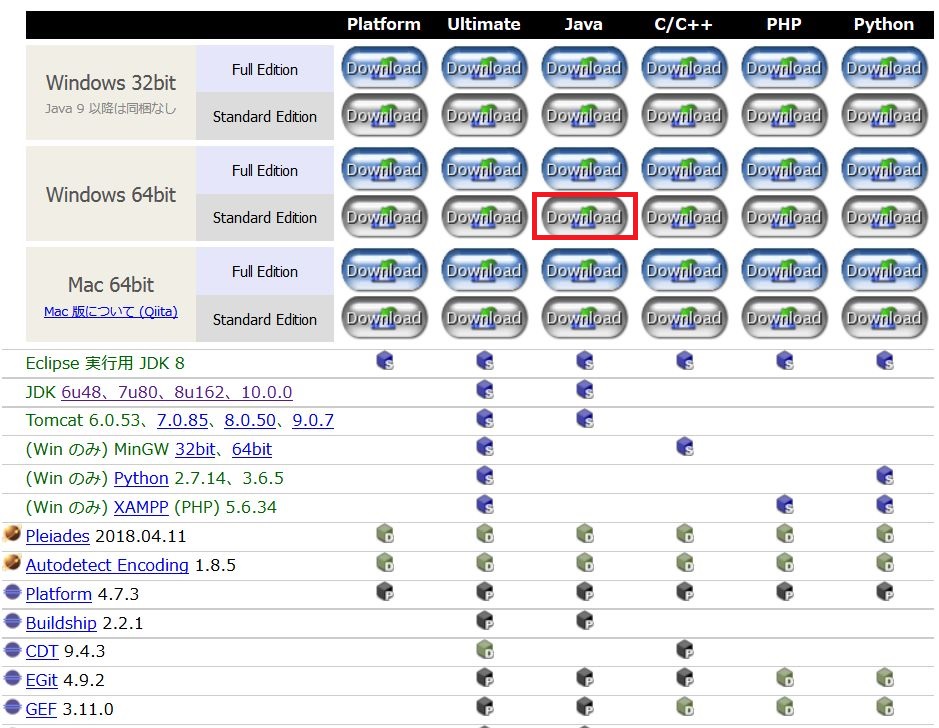 Platform Ultimate Java C/C++ PHP Python
Windows 32bit
Java 9 以降は同梱なし
Full Edition Download Download Download Download Download Download
Standard Edition Download Download Download Download Download Download
Windows 64bit
Full Edition Download Download Download Download Download Download
Standard Edition Download Download Download Download Download Download
Mac 64bit
Mac 版について (Qiita)
Full Edition Download Download Download Download Download Download
Standard Edition Download Download Download Download Download Download
Eclipse 実行用 JDK 8 S S S S S S
JDK 6u48、7u80、8u162、10.0.0 S S
Tomcat 6.0.53、7.0.85、8.0.50、9.0.7 S S
(Win のみ) MinGW 32bit、64bit S S
(Win のみ) Python 2.7.14、3.6.5 S S
(Win のみ) XAMPP (PHP) 5.6.34 S S S
Pleiades 2018.04.11 D D D D D D
Autodetect Encoding 1.8.5 D D D D D D
Platform 4.7.3 P P P P P P
Buildship 2.2.1 P P
CDT 9.4.3 D P
EGit 4.9.2 P P P D D
GEF 3.11.0 P P D D D